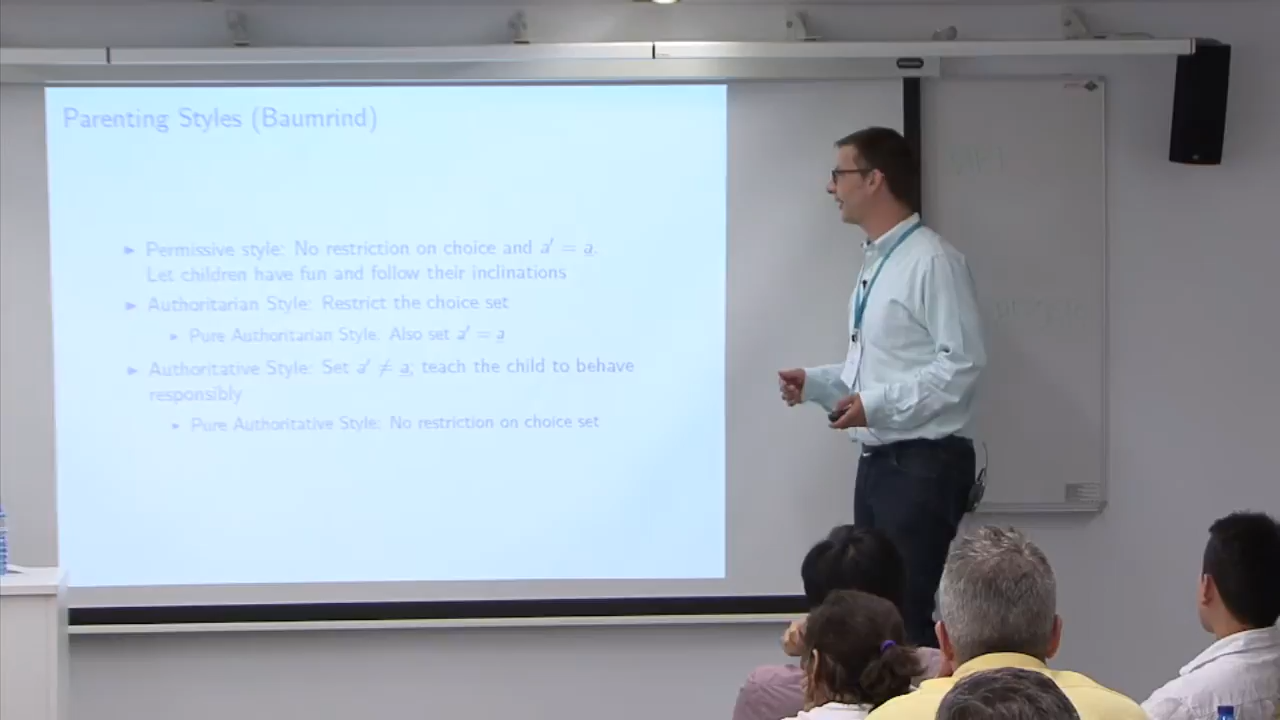 Parenting Styles (Baumrind)
► Permissive style: No restriction on choice and a′ = a̲.
Let children have fun and follow their inclinations
► Authoritarian Style: Restrict the choice set
► Pure Authoritarian Style. Also set a′ = a̲
► Authoritative Style: Set a′ ≠ a̲; teach the child to behave
responsibly
► Pure Authoritative Style: No restriction on choice set